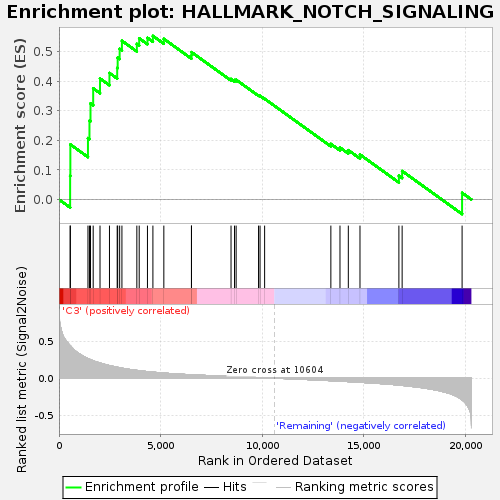 Enrichment plot: HALLMARK_NOTCH_SIGNALING
Enrichment score (ES)
0.5
0.4
0.3
0.2
0.1
0.0
'C3' (positively correlated)
Ranked list metric (Signal2Noise)
0.5
0.0
-0.5
Zero cross at 10604
'Remaining' (negatively correlated)
0
5,000
10,000
15,000
20,000
Rank in Ordered Dataset
Enrichment profile
Hits
Ranking metric scores